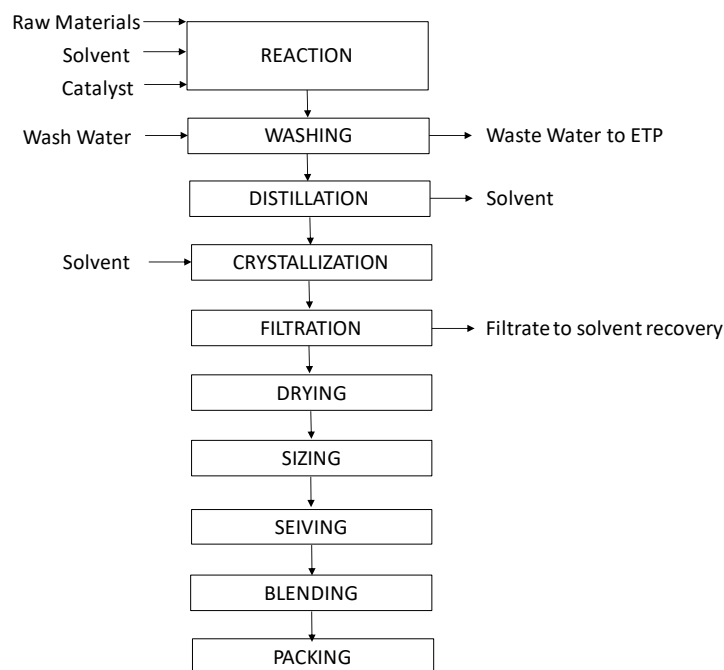 Raw Materials
Solvent
Catalyst
REACTION
Wash Water
WASHING
Waste Water to ETP
DISTILLATION
Solvent
Solvent
CRYSTALLIZATION
FILTRATION
Filtrate to solvent recovery
DRYING
SIZING
SEIVING
BLENDING
PACKING